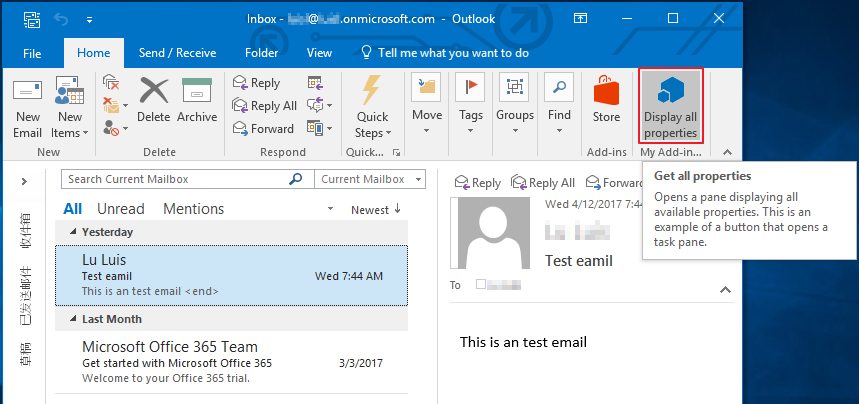 Inbox - @ .onmicrosoft.com - Outlook
File Home Send / Receive Folder View Tell me what you want to do
New Email
New Items
Delete
Archive
Reply
Reply All
Forward
Quick Steps
Move
Tags
Groups
Find
Store
Display all properties
New Delete Respond Quick Steps Add-ins My Add-in...
Get all properties
Opens a pane displaying all
available properties. This is an
example of a button that opens a
task pane.
收件箱
已发送邮件
草稿
Search Current Mailbox Current Mailbox
All Unread Mentions Newest ↓
Yesterday
Lu Luis
Test eamil Wed 7:44 AM
This is an test email <end>
Last Month
Microsoft Office 365 Team
Get started with Microsoft Office 365 3/3/2017
Welcome to your Office 365 trial.
Reply Reply All Forward
Wed 4/12/2017 7:44
Test eamil
To
This is an test email